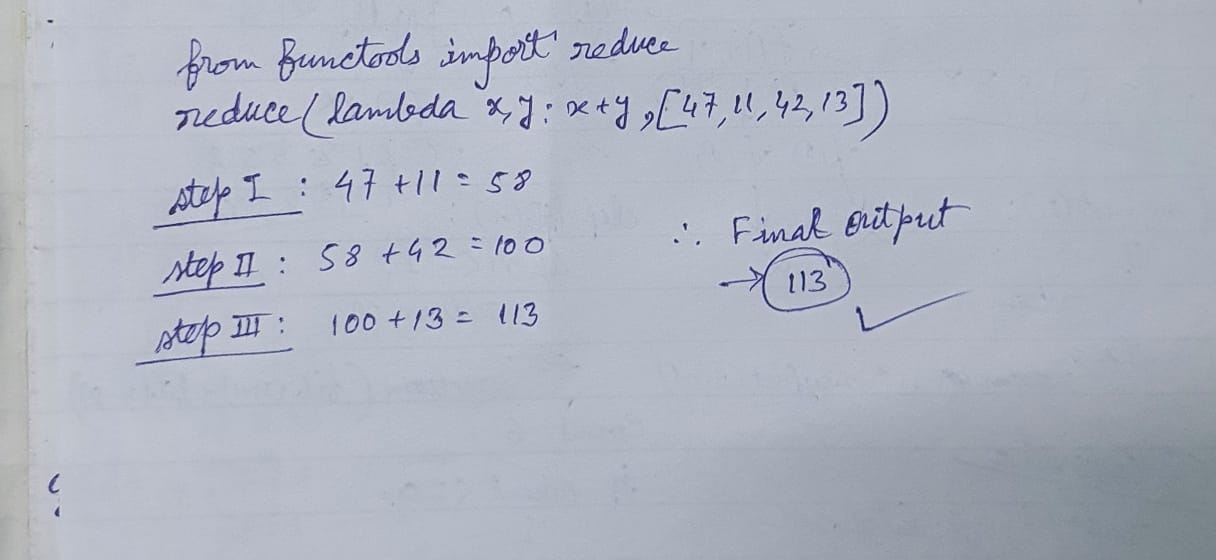 from functools import reduce
reduce(lambda x,y: x+y,[47,11,42,13])
step I : 47 +11 = 58
step II : 58 +42 = 100
step III : 100 +13 = 113
∴ Final output
→ 113